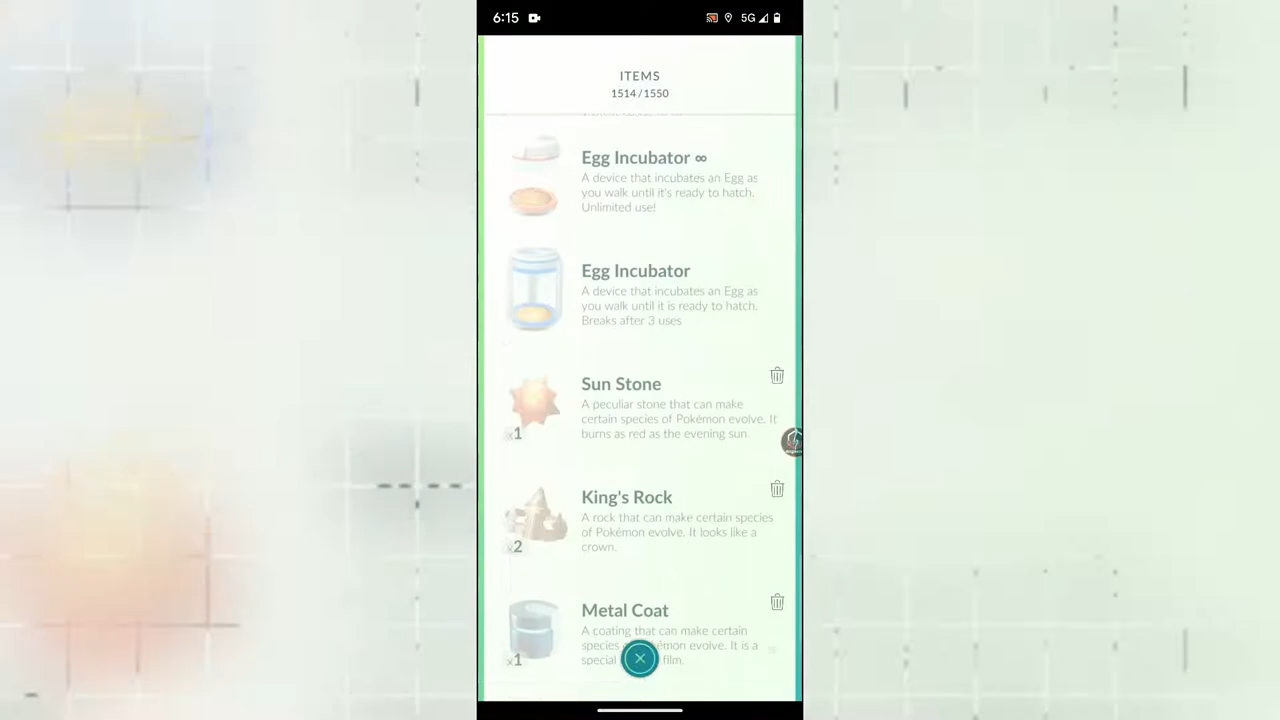 6:15
5G
ITEMS
1514 / 1550
Egg Incubator ∞
A device that incubates an Egg as
you walk until it's ready to hatch.
Unlimited use!
Egg Incubator
A device that incubates an Egg as
you walk until it is ready to hatch.
Breaks after 3 uses
Sun Stone
A peculiar stone that can make
certain species of Pokémon evolve. It
burns as red as the evening sun.
x1
King's Rock
A rock that can make certain species
of Pokémon evolve. It looks like a
crown.
x2
Metal Coat
A coating that can make certain
species émon evolve. It is a
special film.
x1